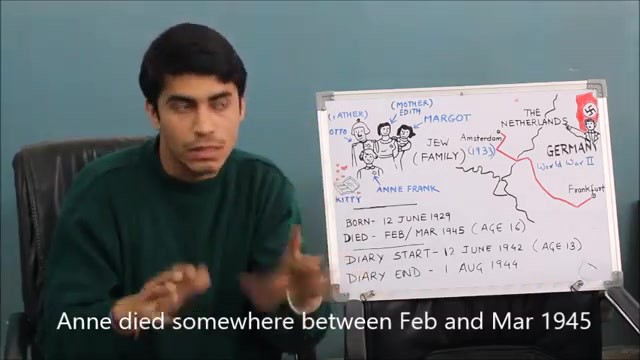 (FATHER)
OTTO
(MOTHER)
EDITH
MARGOT
ANNE FRANK
KITTY
JEW
(FAMILY)
THE
NETHERLANDS
Amsterdam
(1933)
GERMANY
World War II
Frankfurt
BORN- 12 JUNE 1929
DIED - FEB/MAR 1945 (AGE 16)
DIARY START- 12 JUNE 1942 (AGE 13)
DIARY END - 1 AUG 1944
Anne died somewhere between Feb and Mar 1945